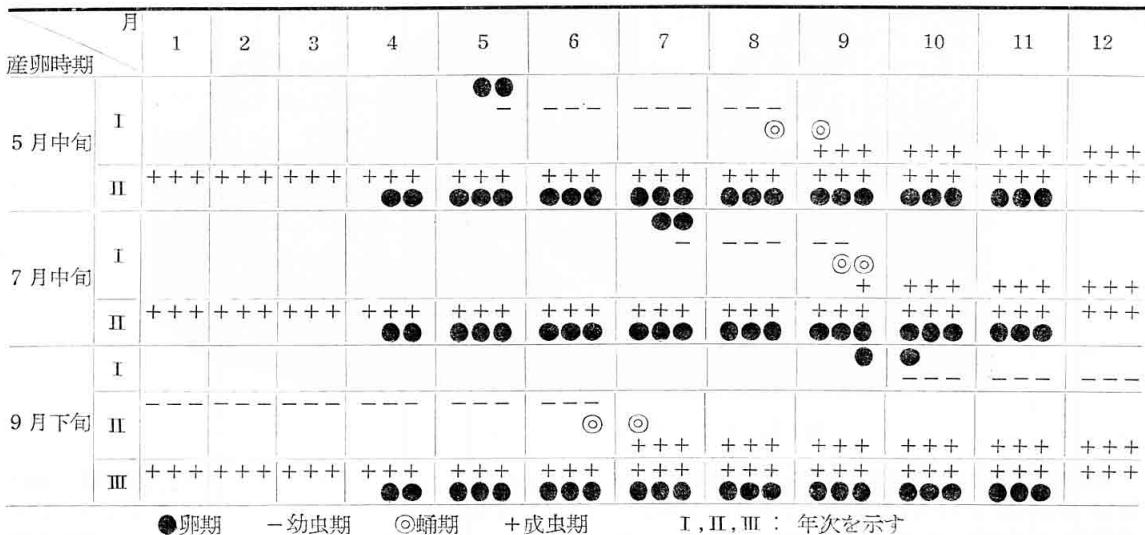 月
産卵時期
1 2 3 4 5 6 7 8 9 10 11 12
●●
5月中旬 I － －－－ －－－ －－－
◎ ◎
+++ +++ +++ +++
II +++ +++ +++ +++ +++ +++ +++ +++ +++ +++ +++ +++
●● ●●● ●●● ●●● ●●● ●●● ●●● ●●●
●●
7月中旬 I － －－－ －－
◎◎
+ +++ +++ +++
II +++ +++ +++ +++ +++ +++ +++ +++ +++ +++ +++ +++
●● ●●● ●●● ●●● ●●● ●●● ●●● ●●●
9月下旬 I ● ●
－－－ －－－ －－－
II －－－ －－－ －－－ －－－ －－－ －－－
◎ ◎
+++ +++ +++ +++ +++ +++
III +++ +++ +++ +++ +++ +++ +++ +++ +++ +++ +++ +++
●● ●●● ●●● ●●● ●●● ●●● ●●● ●●●
●卵期 －幼虫期 ◎蛹期 +成虫期 I,II,III： 年次を示す